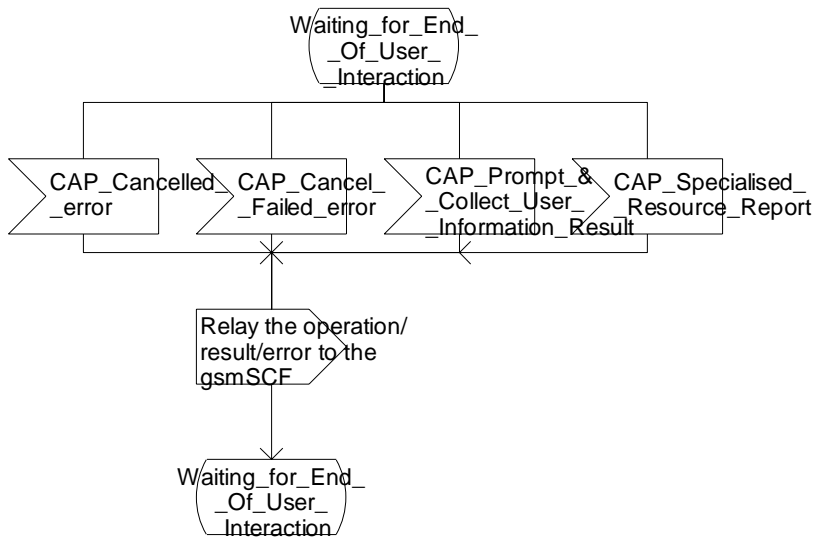 Waiting_for_End_
_Of_User_
_Interaction
CAP_Cancelled_
_error
CAP_Cancel_
_Failed_error
CAP_Prompt_&
_Collect_User_
_Information_Result
CAP_Specialised_
_Resource_Report
Relay the operation/
result/error to the
gsmSCF
Waiting_for_End_
_Of_User_
_Interaction